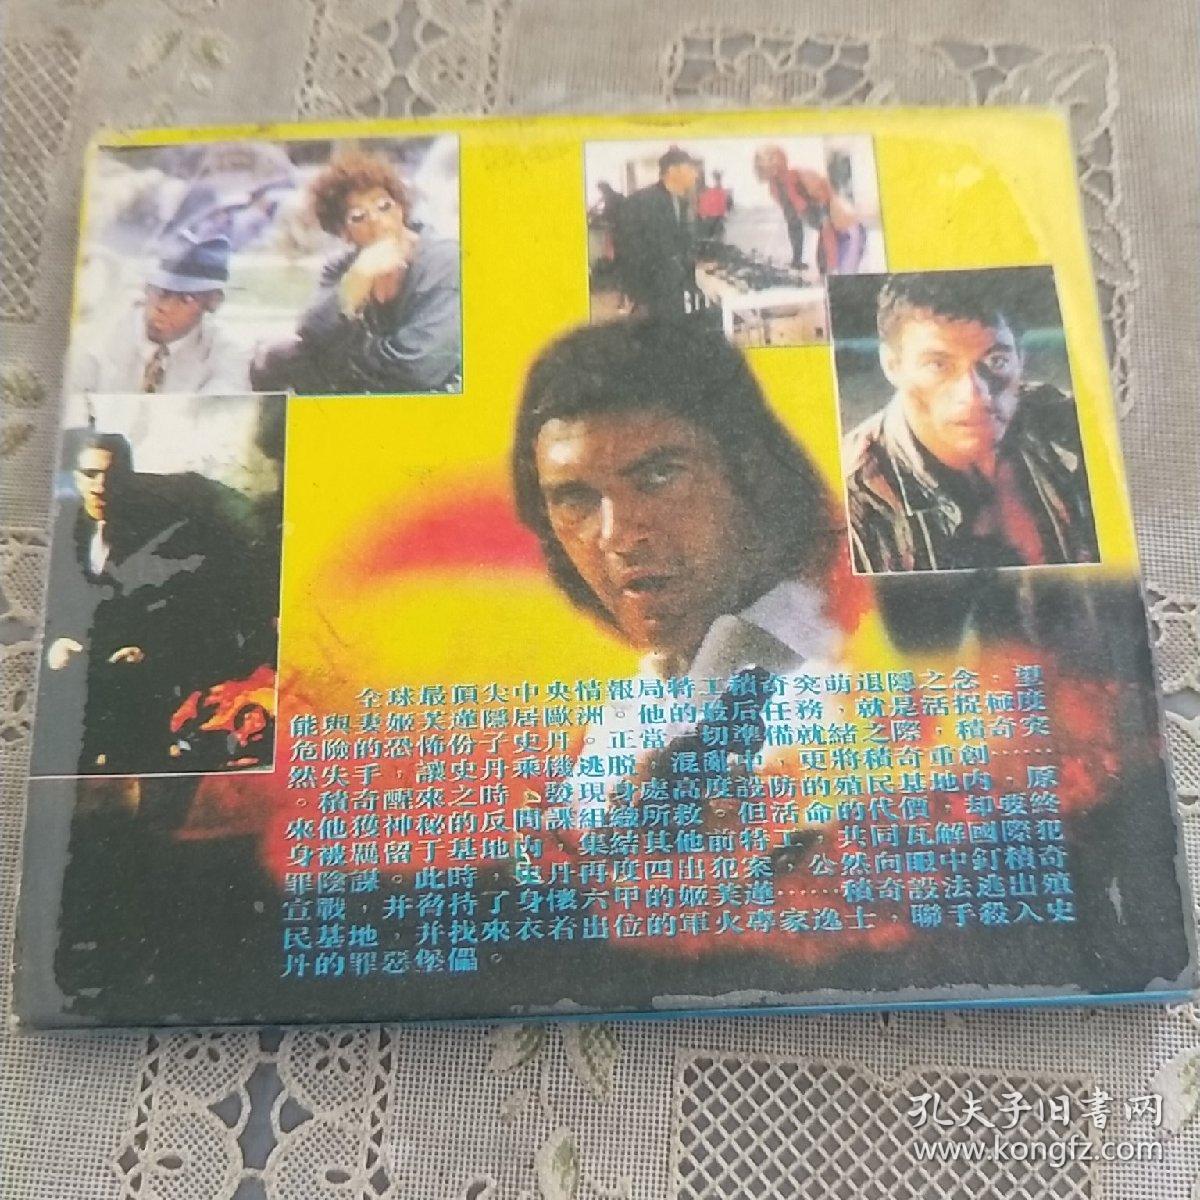 全球最頂尖中央情報局特工積奇突萌退隱之念，望
能與妻姬芙蓮隱居歐洲。他的最后任務，就是活捉極度
危險的恐怖份子史丹。正當一切準備就緒之際，積奇突
然失手，讓史丹乘機逃脫，混亂中，更將積奇重創……
。積奇醒來之時，發現身處高度設防的殖民基地內，原
來他獲神秘的反間諜組織所救。但活命的代價，却要終
身被羈留于基地內，集結其他前特工，共同瓦解國際犯
罪陰謀。此時，史丹再度四出犯案，公然向眼中釘積奇
宣戰，并脅持了身懷六甲的姬芙蓮……積奇設法逃出殖
民基地，并找來衣着出位的軍火專家逸士，聯手殺入史
丹的罪惡堡儡。
孔夫子旧書网
www.kongfz.com